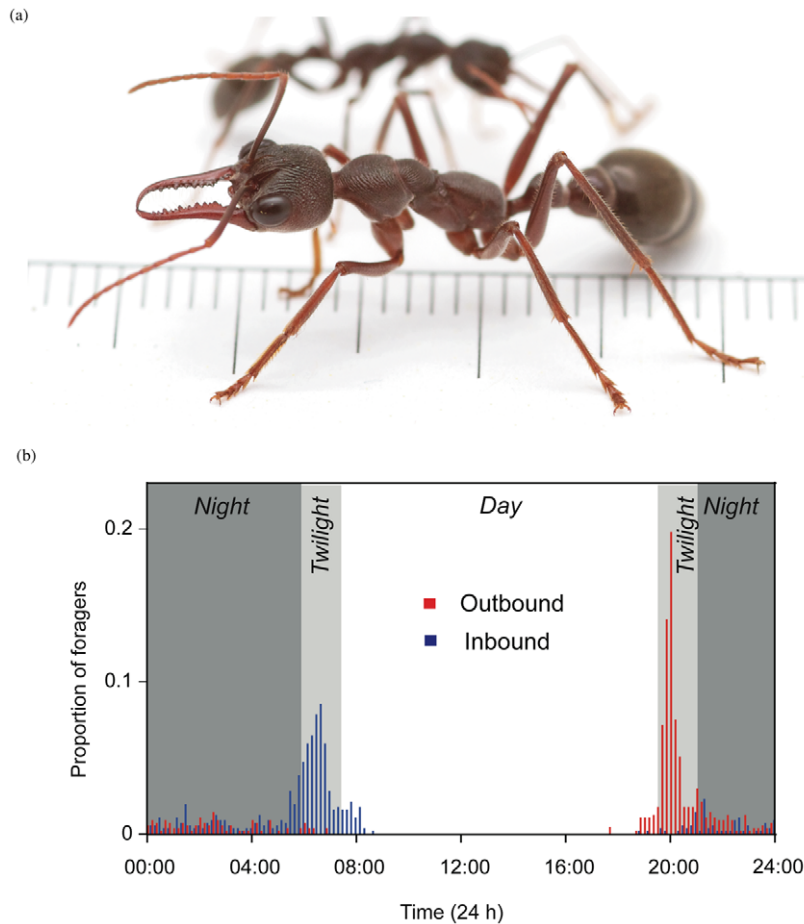 (a)
(b)
Night
Twilight
Day
Twilight
Night
0.2
0.1
0
Proportion of foragers
Outbound
Inbound
00:00
04:00
08:00
12:00
16:00
20:00
24:00
Time (24 h)